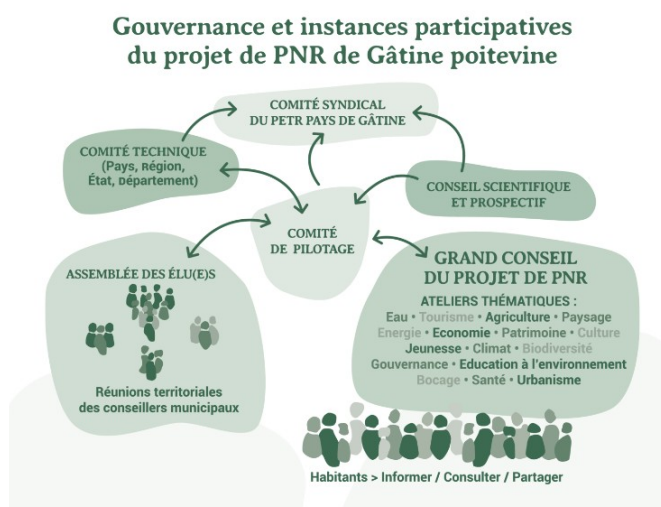 Gouvernance et instances participatives
du projet de PNR de Gâtine poitevine
COMITÉ SYNDICAL
DU PETR PAYS DE GÂTINE
COMITÉ TECHNIQUE
(Pays, Région,
État, Département)
CONSEIL SCIENTIFIQUE
ET PROSPECTIF
COMITÉ
DE PILOTAGE
ASSEMBLÉE DES ÉLU(E)S
Réunions territoriales
des conseillers municipaux
GRAND CONSEIL
DU PROJET DE PNR
ATELIERS THÉMATIQUES :
Eau • Tourisme • Agriculture • Paysage
Energie • Economie • Patrimoine • Culture
Jeunesse • Climat • Biodiversité
Gouvernance • Education à l'environnement
Bocage • Santé • Urbanisme
Habitants > Informer / Consulter / Partager